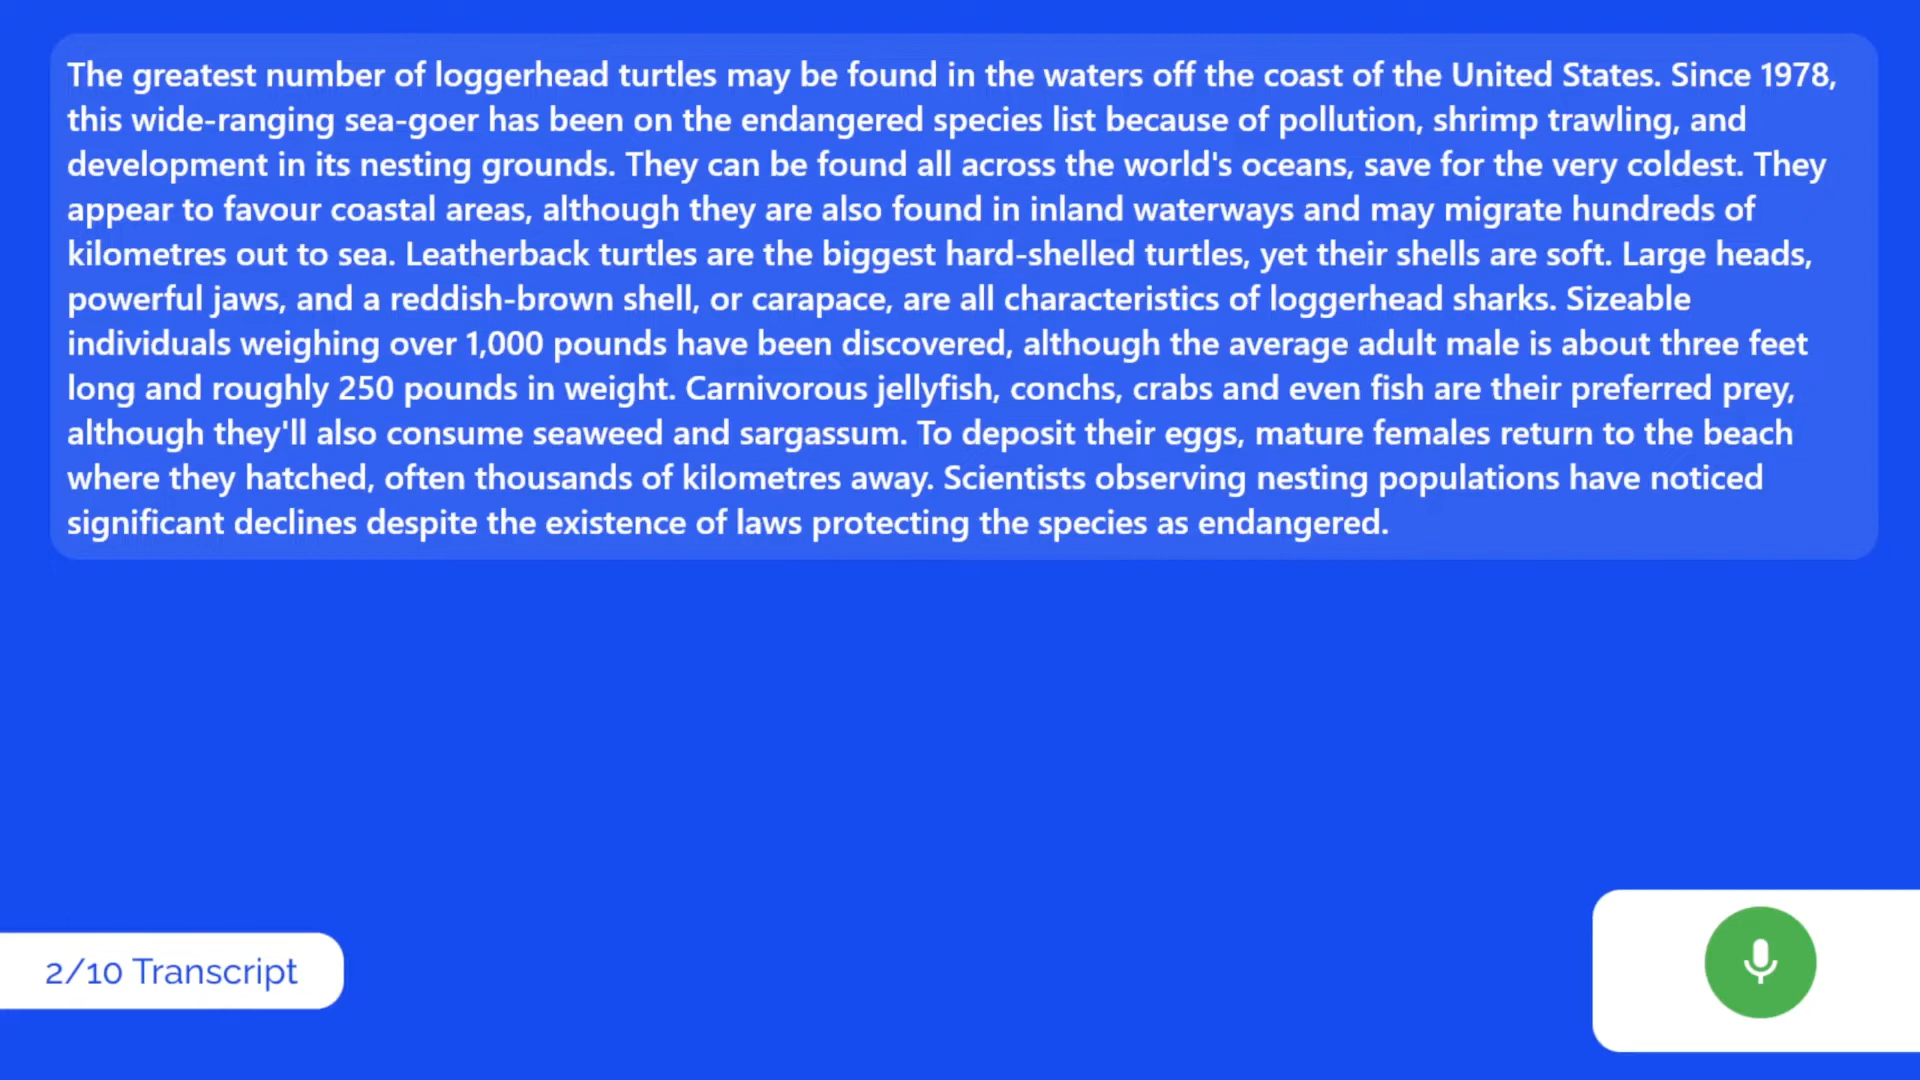 The greatest number of loggerhead turtles may be found in the waters off the coast of the United States. Since 1978,
this wide-ranging sea-goer has been on the endangered species list because of pollution, shrimp trawling, and
development in its nesting grounds. They can be found all across the world's oceans, save for the very coldest. They
appear to favour coastal areas, although they are also found in inland waterways and may migrate hundreds of
kilometres out to sea. Leatherback turtles are the biggest hard-shelled turtles, yet their shells are soft. Large heads,
powerful jaws, and a reddish-brown shell, or carapace, are all characteristics of loggerhead sharks. Sizeable
individuals weighing over 1,000 pounds have been discovered, although the average adult male is about three feet
long and roughly 250 pounds in weight. Carnivorous jellyfish, conchs, crabs and even fish are their preferred prey,
although they'll also consume seaweed and sargassum. To deposit their eggs, mature females return to the beach
where they hatched, often thousands of kilometres away. Scientists observing nesting populations have noticed
significant declines despite the existence of laws protecting the species as endangered.
2/10 Transcript